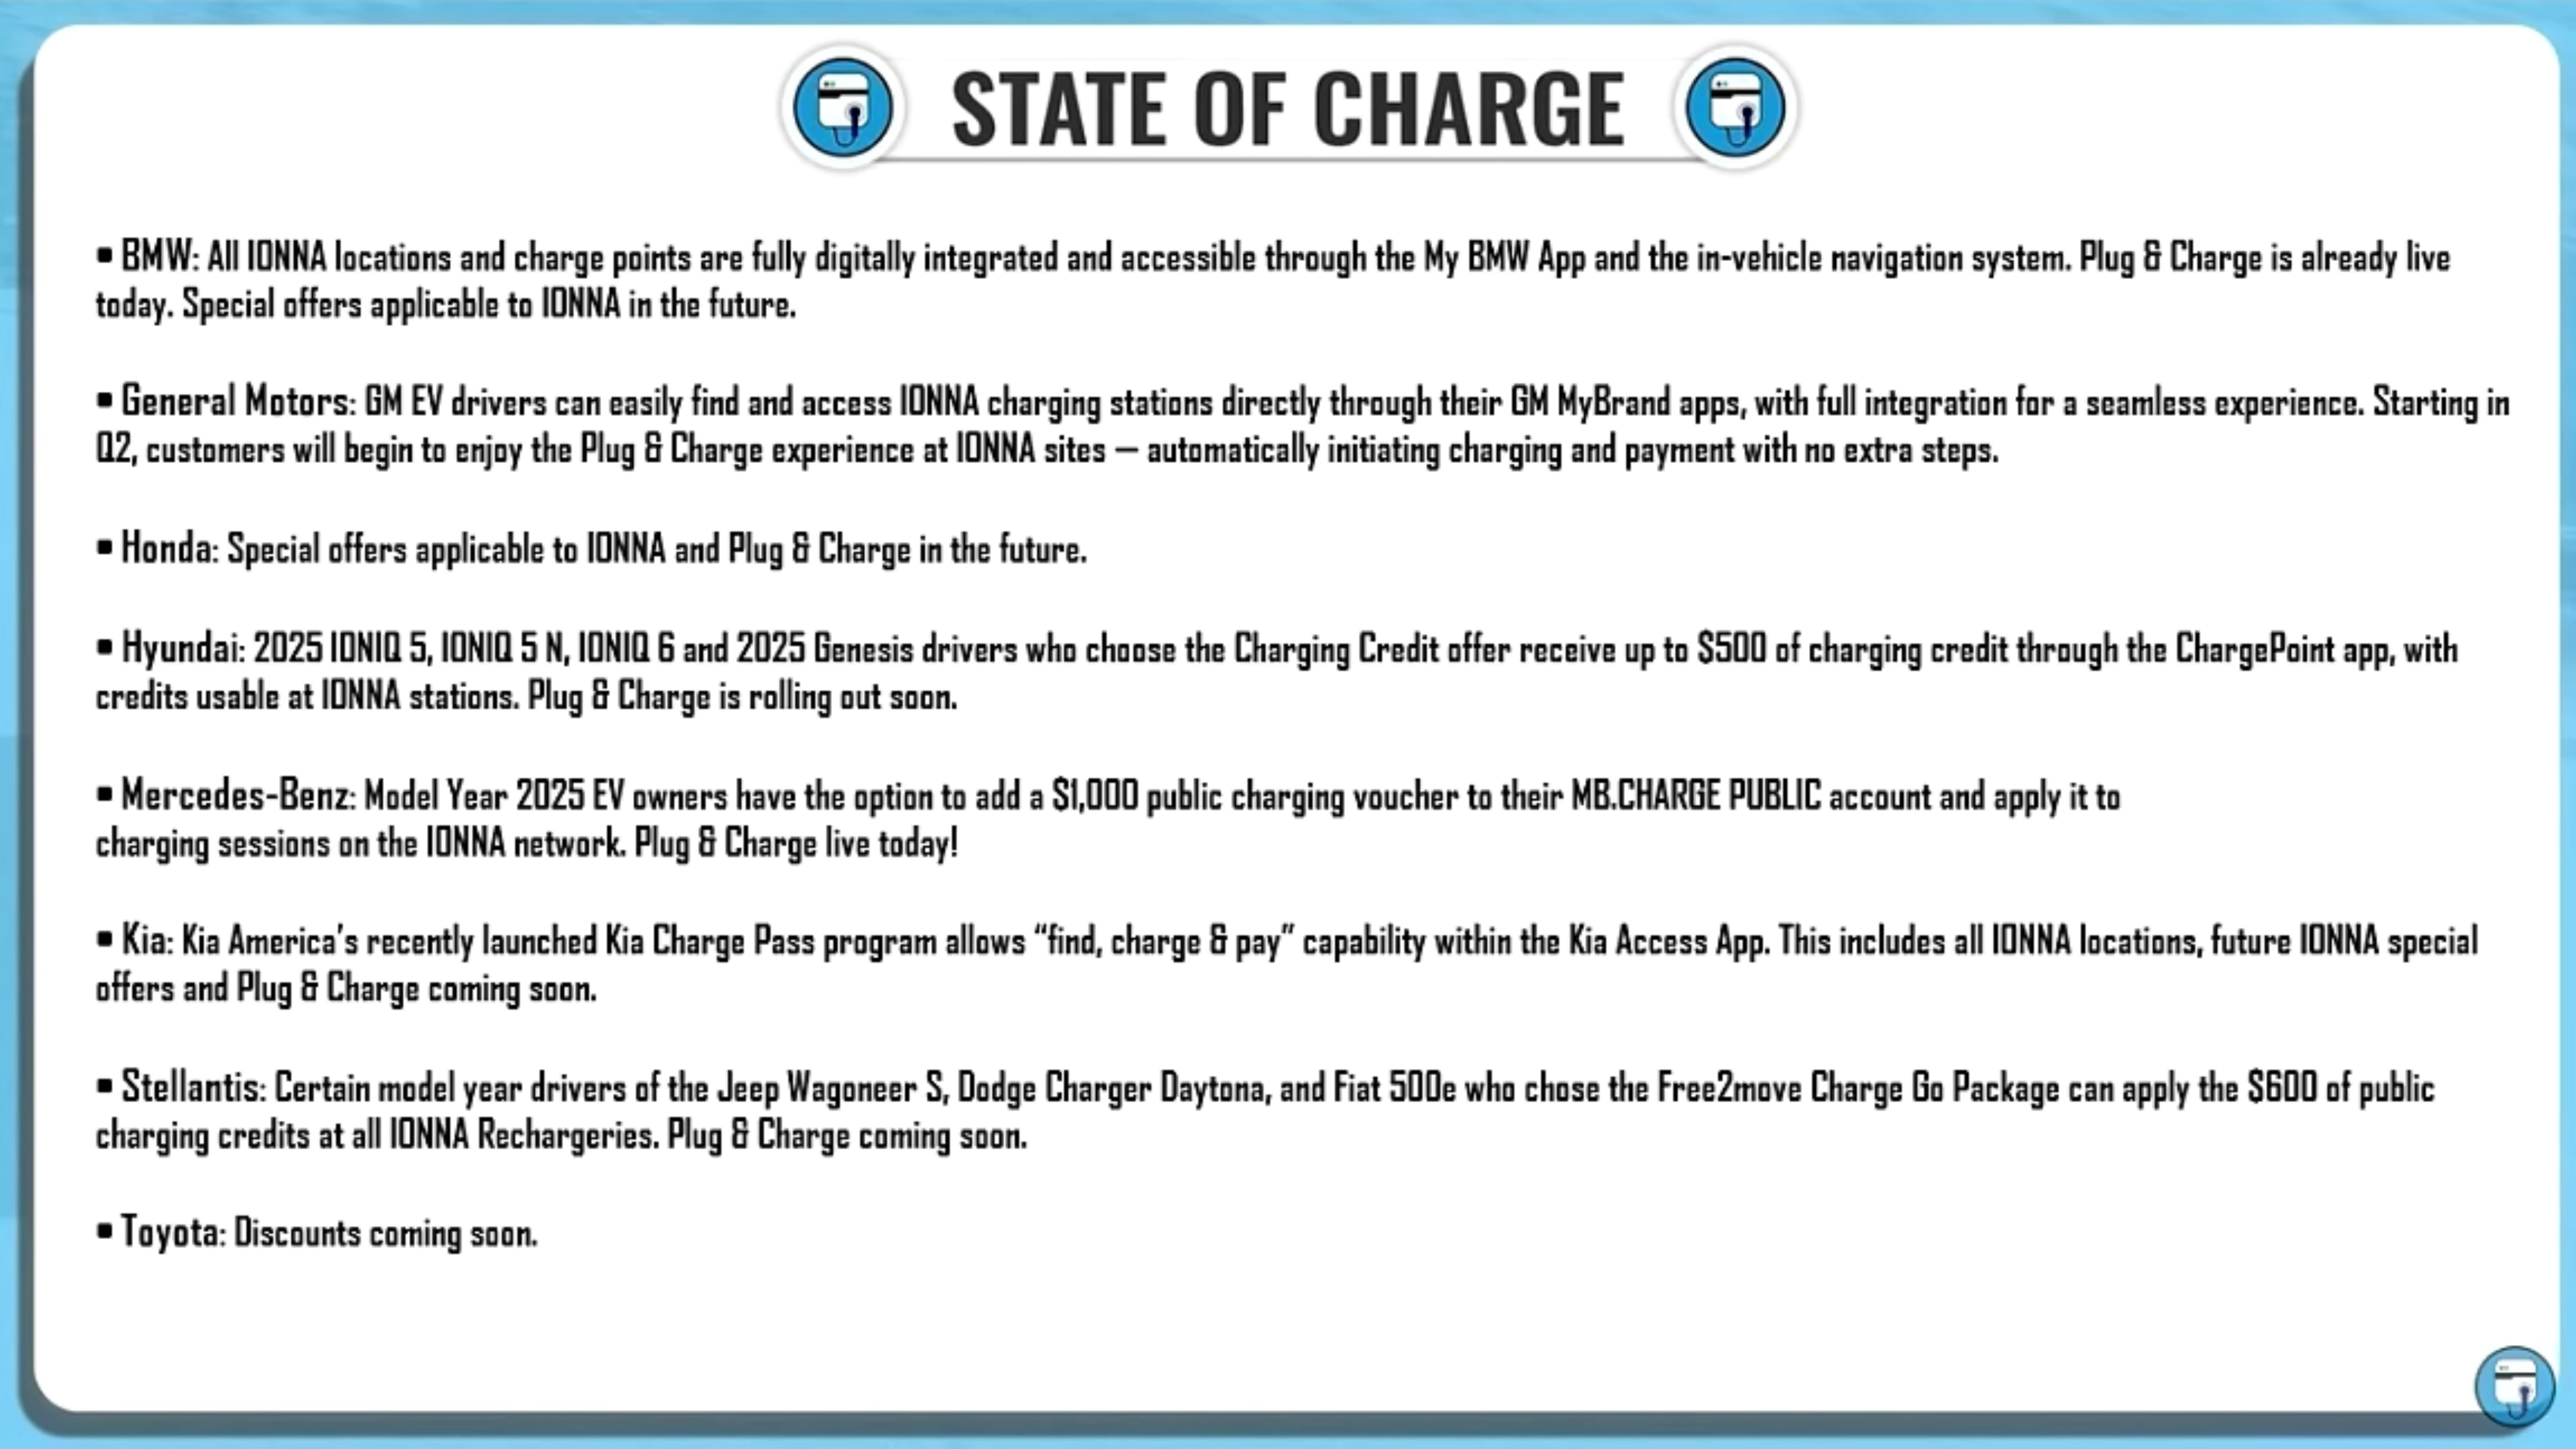 STATE OF CHARGE
▪ BMW: All IONNA locations and charge points are fully digitally integrated and accessible through the My BMW App and the in-vehicle navigation system. Plug & Charge is already live
today. Special offers applicable to IONNA in the future.
▪ General Motors: GM EV drivers can easily find and access IONNA charging stations directly through their GM MyBrand apps, with full integration for a seamless experience. Starting in
Q2, customers will begin to enjoy the Plug & Charge experience at IONNA sites — automatically initiating charging and payment with no extra steps.
▪ Honda: Special offers applicable to IONNA and Plug & Charge in the future.
▪ Hyundai: 2025 IONIQ 5, IONIQ 5 N, IONIQ 6 and 2025 Genesis drivers who choose the Charging Credit offer receive up to $500 of charging credit through the ChargePoint app, with
credits usable at IONNA stations. Plug & Charge is rolling out soon.
▪ Mercedes-Benz: Model Year 2025 EV owners have the option to add a $1,000 public charging voucher to their MB.CHARGE PUBLIC account and apply it to
charging sessions on the IONNA network. Plug & Charge live today!
▪ Kia: Kia America’s recently launched Kia Charge Pass program allows “find, charge & pay” capability within the Kia Access App. This includes all IONNA locations, future IONNA special
offers and Plug & Charge coming soon.
▪ Stellantis: Certain model year drivers of the Jeep Wagoneer S, Dodge Charger Daytona, and Fiat 500e who chose the Free2move Charge Go Package can apply the $600 of public
charging credits at all IONNA Rechargeries. Plug & Charge coming soon.
▪ Toyota: Discounts coming soon.